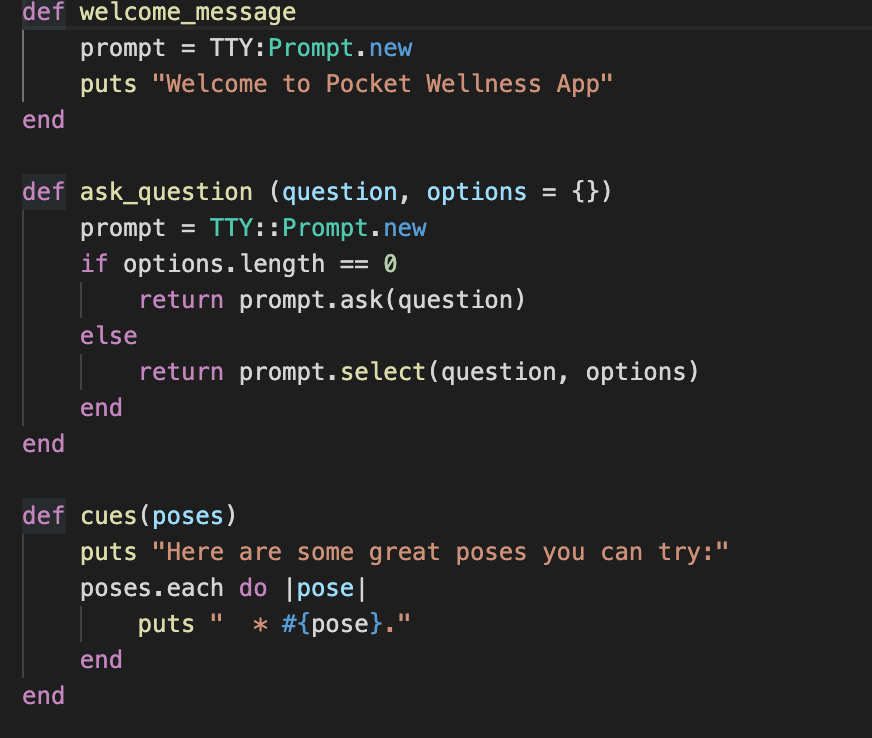 def welcome_message
    prompt = TTY:Prompt.new
    puts "Welcome to Pocket Wellness App"
end

def ask_question (question, options = {})
    prompt = TTY::Prompt.new
    if options.length == 0
        return prompt.ask(question)
    else
        return prompt.select(question, options)
    end
end

def cues(poses)
    puts "Here are some great poses you can try:"
    poses.each do |pose|
        puts "  * #{pose}."
    end
end